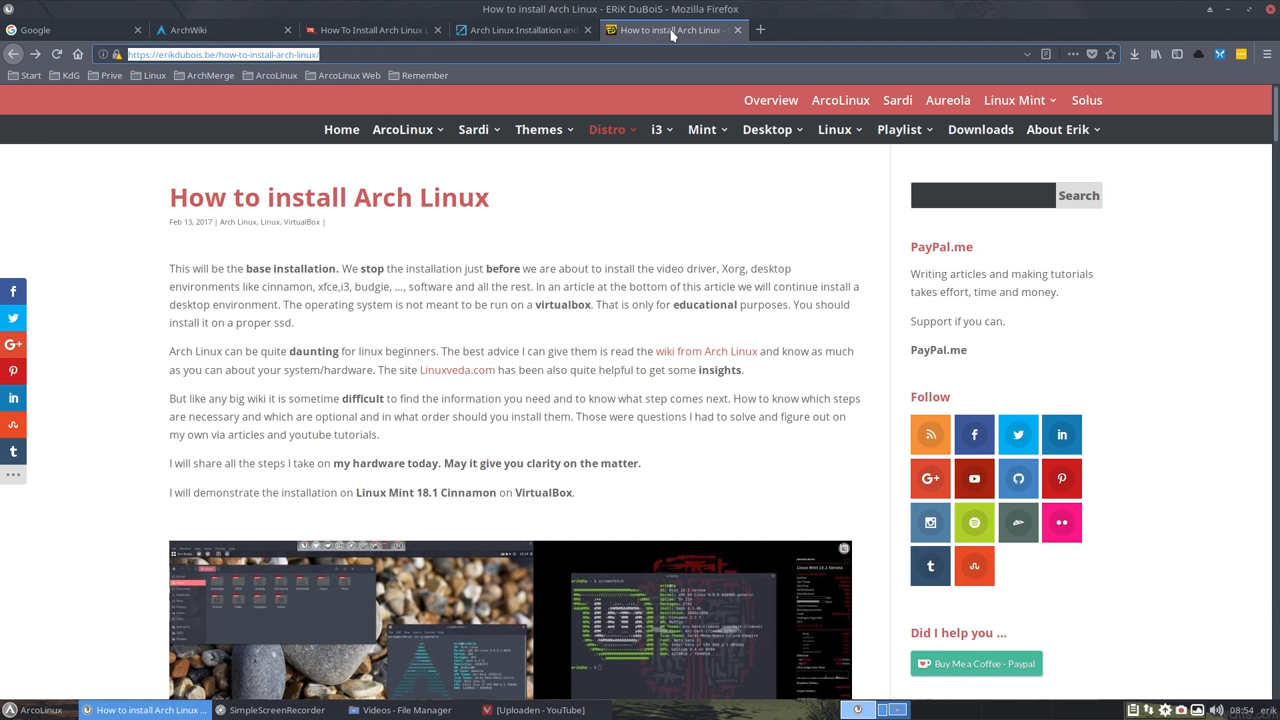 How to install Arch Linux - ERiK DuBoiS - Mozilla Firefox
Google
ArchWiki
How To Install Arch Linux
Arch Linux Installation and
How to install Arch Linux -
https://erikdubois.be/how-to-install-arch-linux/
Start KdG Prive Linux ArchMerge ArcoLinux ArcoLinux Web Remember
Overview ArcoLinux Sardi Aureola Linux Mint Solus
Home ArcoLinux Sardi Themes Distro i3 Mint Desktop Linux Playlist Downloads About Erik
How to install Arch Linux
Feb 13, 2017 | Arch Linux, Linux, VirtualBox |
This will be the base installation. We stop the installation just before we are about to install the video driver, Xorg, desktop
environments like cinnamon, xfce,i3, budgie, ..., software and all the rest. In an article at the bottom of this article we will continue install a
desktop environment. The operating system is not meant to be run on a virtualbox. That is only for educational purposes. You should
install it on a proper ssd.
Arch Linux can be quite daunting for linux beginners. The best advice I can give them is read the wiki from Arch Linux and know as much
as you can about your system/hardware. The site Linuxveda.com has been also quite helpful to get some insights.
But like any big wiki it is sometime difficult to find the information you need and to know what step comes next. How to know which steps
are necessary and which are optional and in what order should you install them. Those were questions I had to solve and figure out on
my own via articles and youtube tutorials.
I will share all the steps I take on my hardware today. May it give you clarity on the matter.
I will demonstrate the installation on Linux Mint 18.1 Cinnamon on VirtualBox.
Search
PayPal.me
Writing articles and making tutorials
takes effort, time and money.
Support if you can.
PayPal.me
Follow
Did I help you ...
Buy Me a Coffee - Paypal
ArcoLinux
How to install Arch Linux ...
SimpleScreenRecorder
- File Manager
[Uploaden - YouTube]
08:54
erik